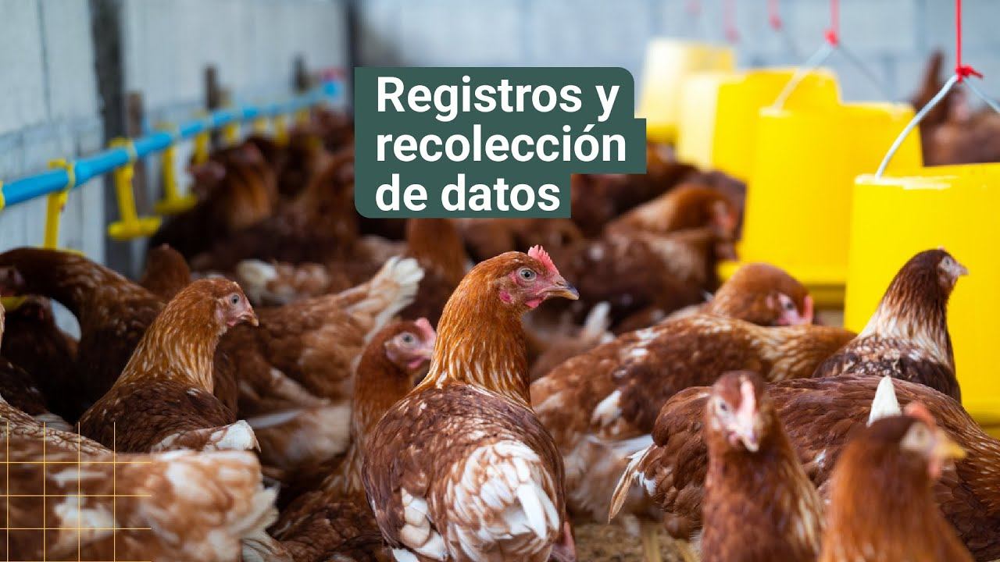 Registros y
recolección
de datos